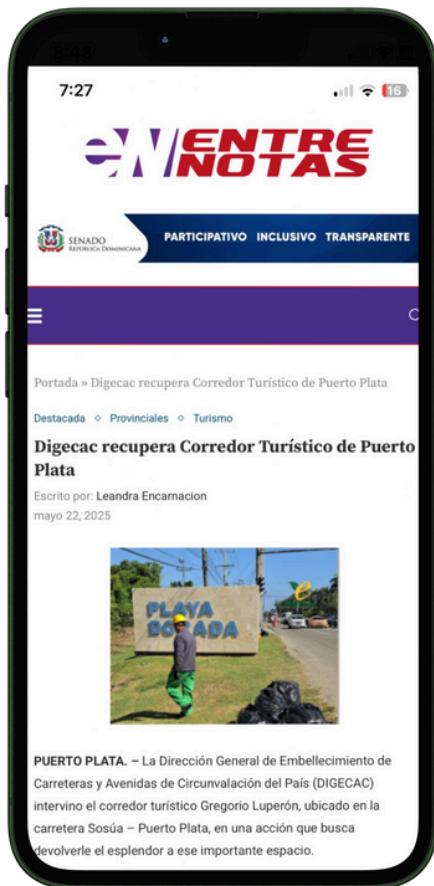 8:48
7:27
16
eN ENTRE
NOTAS
SENADO
REPÚBLICA DOMINICANA
PARTICIPATIVO INCLUSIVO TRANSPARENTE
Portada » Digecac recupera Corredor Turístico de Puerto Plata
Destacada ⋄ Provinciales ⋄ Turismo
Digecac recupera Corredor Turístico de Puerto
Plata
Escrito por: Leandra Encarnacion
mayo 22, 2025
PLAYA
DORADA
PUERTO PLATA. – La Dirección General de Embellecimiento de
Carreteras y Avenidas de Circunvalación del País (DIGECAC)
intervino el corredor turístico Gregorio Luperón, ubicado en la
carretera Sosúa – Puerto Plata, en una acción que busca
devolverle el esplendor a ese importante espacio.